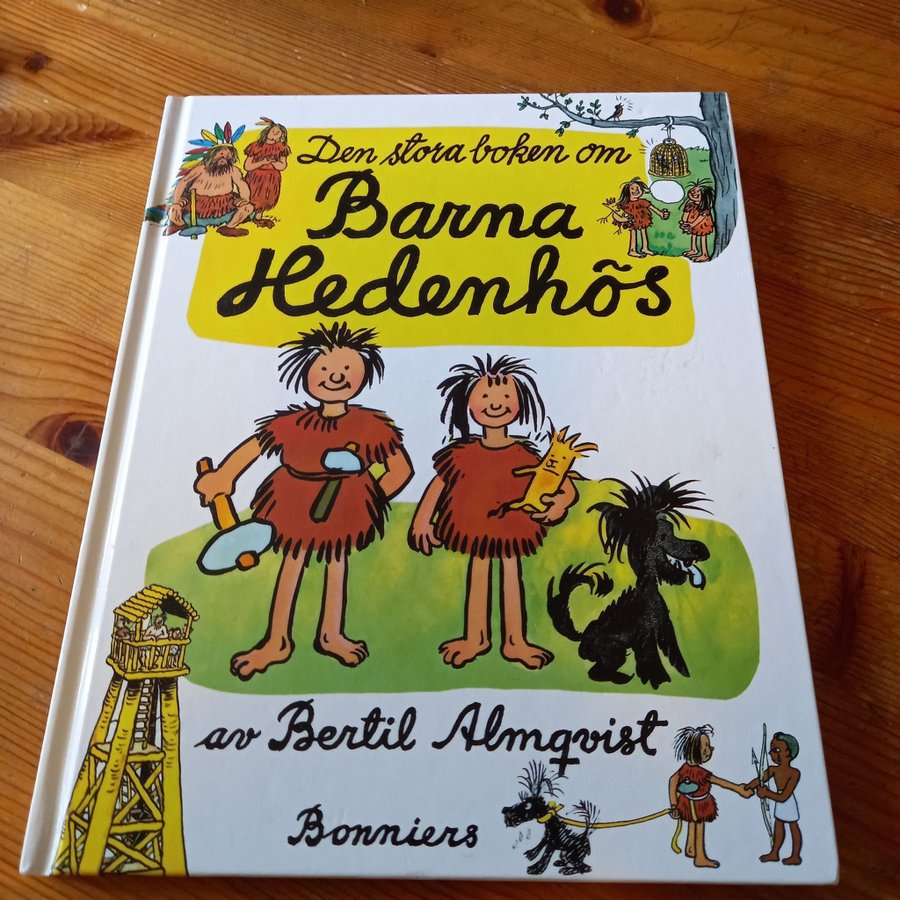 Den stora boken om
Barna
Hedenhös
av Bertil Almqvist
Bonniers